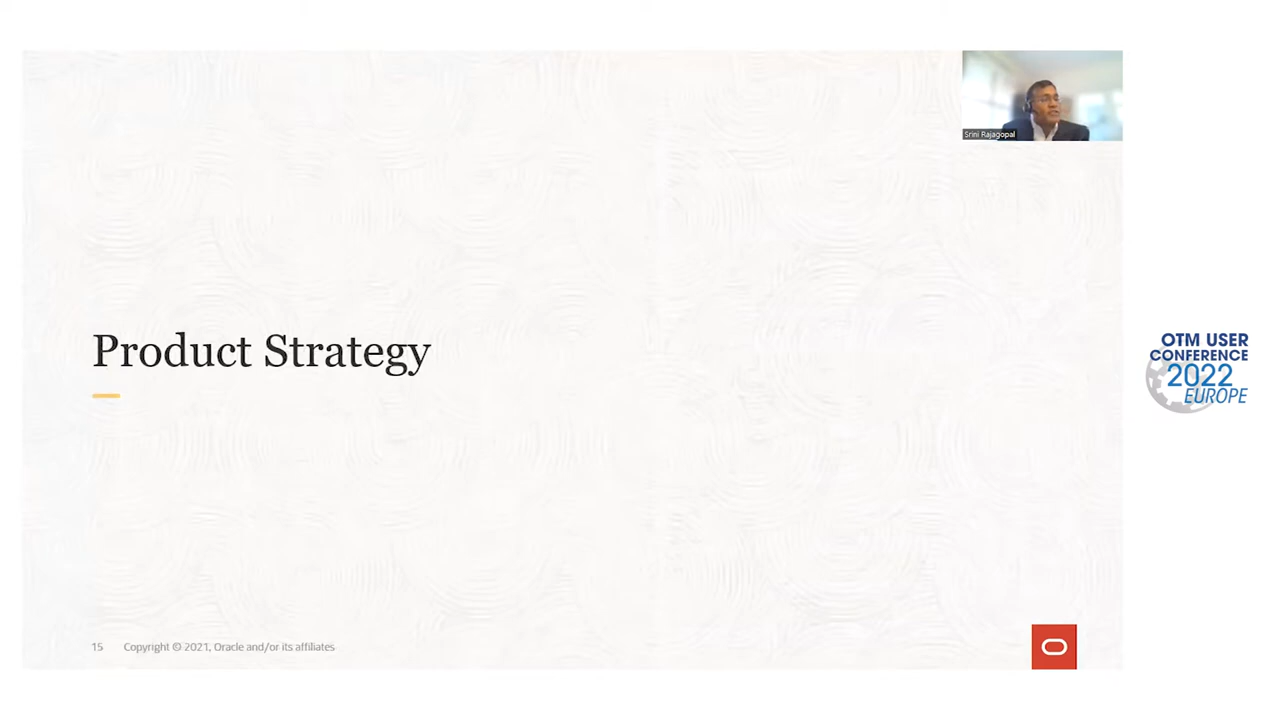 Srini Rajagopal
Product Strategy
OTM USER
CONFERENCE
2022
EUROPE
15 Copyright © 2021, Oracle and/or its affiliates